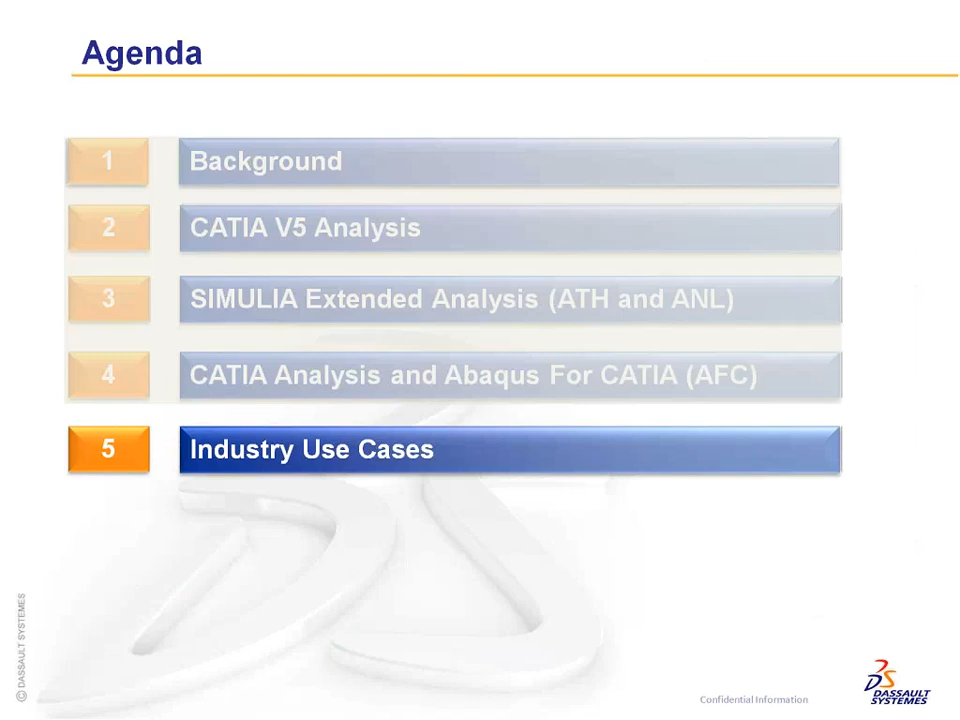 Agenda
1 Background
2 CATIA V5 Analysis
3 SIMULIA Extended Analysis (ATH and ANL)
4 CATIA Analysis and Abaqus For CATIA (AFC)
5 Industry Use Cases
© DASSAULT SYSTEMES
Confidential Information
DASSAULT
SYSTEMES